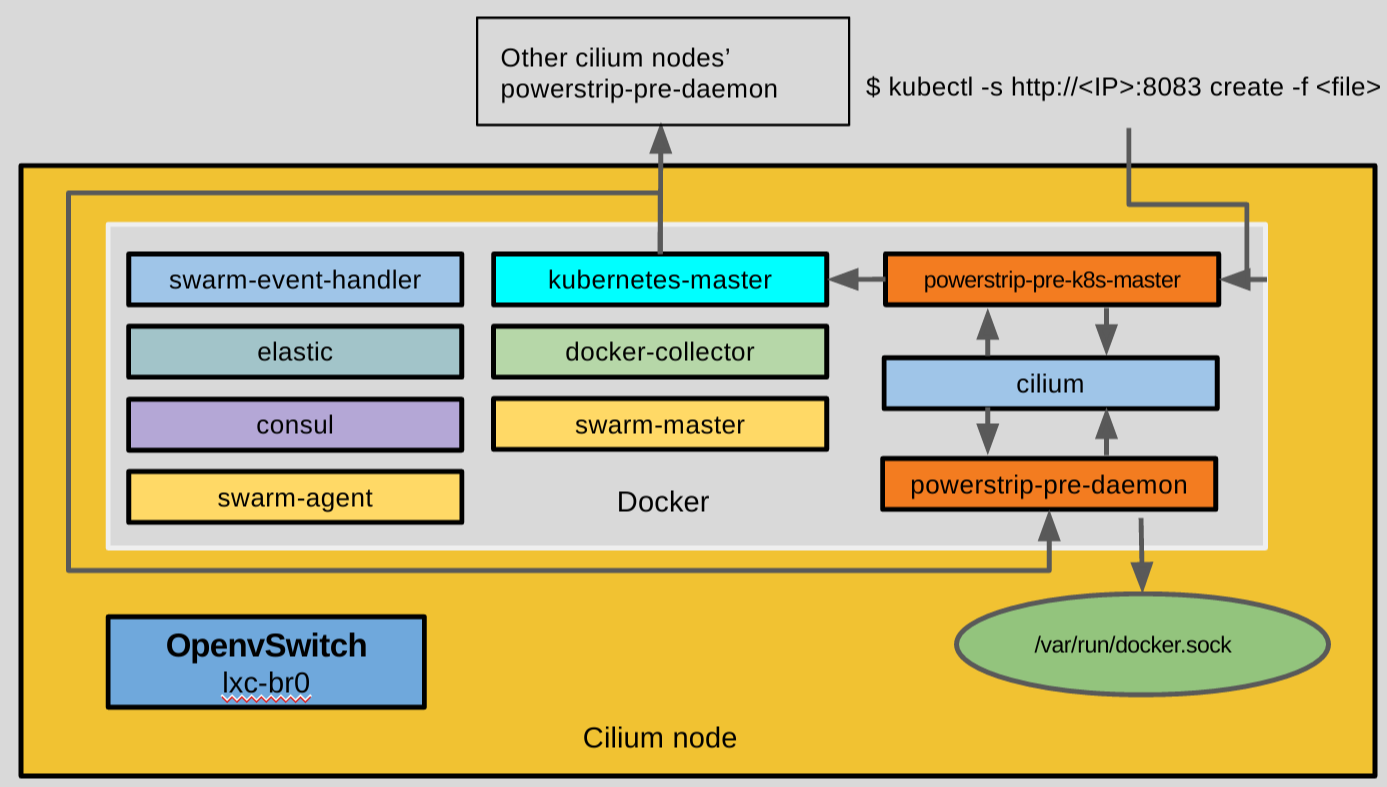 Other cilium nodes’
powerstrip-pre-daemon
$ kubectl -s http://<IP>:8083 create -f <file>
swarm-event-handler
kubernetes-master
powerstrip-pre-k8s-master
elastic
docker-collector
cilium
consul
swarm-master
swarm-agent
Docker
powerstrip-pre-daemon
OpenvSwitch
lxc-br0
/var/run/docker.sock
Cilium node